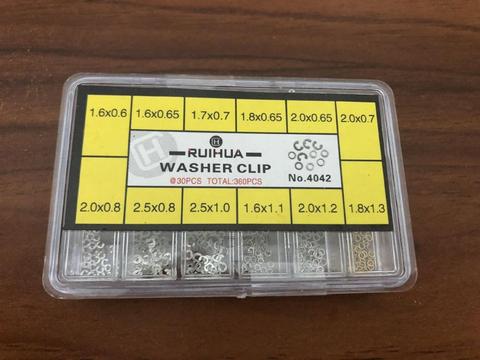 1.6x0.6 1.6x0.65 1.7x0.7 1.8x0.65 2.0x0.65 2.0x0.7
H
RUIHUA
WASHER CLIP
@30PCS TOTAL:360PCS
No.4042
2.0x0.8 2.5x0.8 2.5x1.0 1.6x1.1 2.0x1.2 1.8x1.3